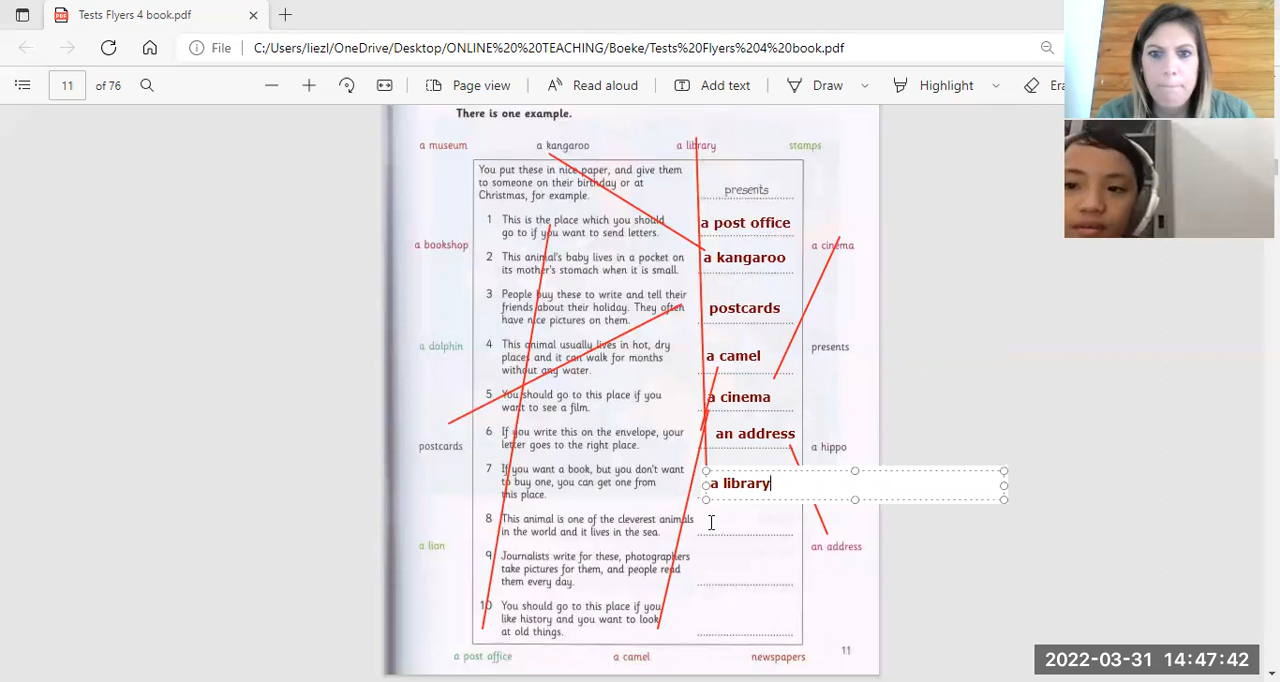 Tests Flyers 4 book.pdf
File
C:/Users/liezl/OneDrive/Desktop/ONLINE%20%20TEACHING/Boeke/Tests%20Flyers%204%20book.pdf
11 of 76
Page view
Read aloud
Add text
Draw
Highlight
There is one example.
a museum
a kangaroo
a library
stamps
You put these in nice paper, and give them
to someone on their birthday or at
Christmas, for example.
presents
1 This is the place which you should
go to if you want to send letters.
a post office
a bookshop
a cinema
2 This animal's baby lives in a pocket on
its mother's stomach when it is small.
a kangaroo
3 People buy these to write and tell their
friends about their holiday. They often
have nice pictures on them.
postcards
a dolphin
presents
4 This animal usually lives in hot, dry
places and it can walk for months
without any water.
a camel
5 You should go to this place if you
want to see a film.
a cinema
postcards
a hippo
6 If you write this on the envelope, your
letter goes to the right place.
an address
7 If you want a book, but you don't want
to buy one, you can get one from
this place.
a library
8 This animal is one of the cleverest animals
in the world and it lives in the sea.
a lion
an address
9 Journalists write for these, photographers
take pictures for them, and people read
them every day.
10 You should go to this place if you
like history and you want to look
at old things.
a post office
a camel
newspapers
11
2022-03-31 14:47:42